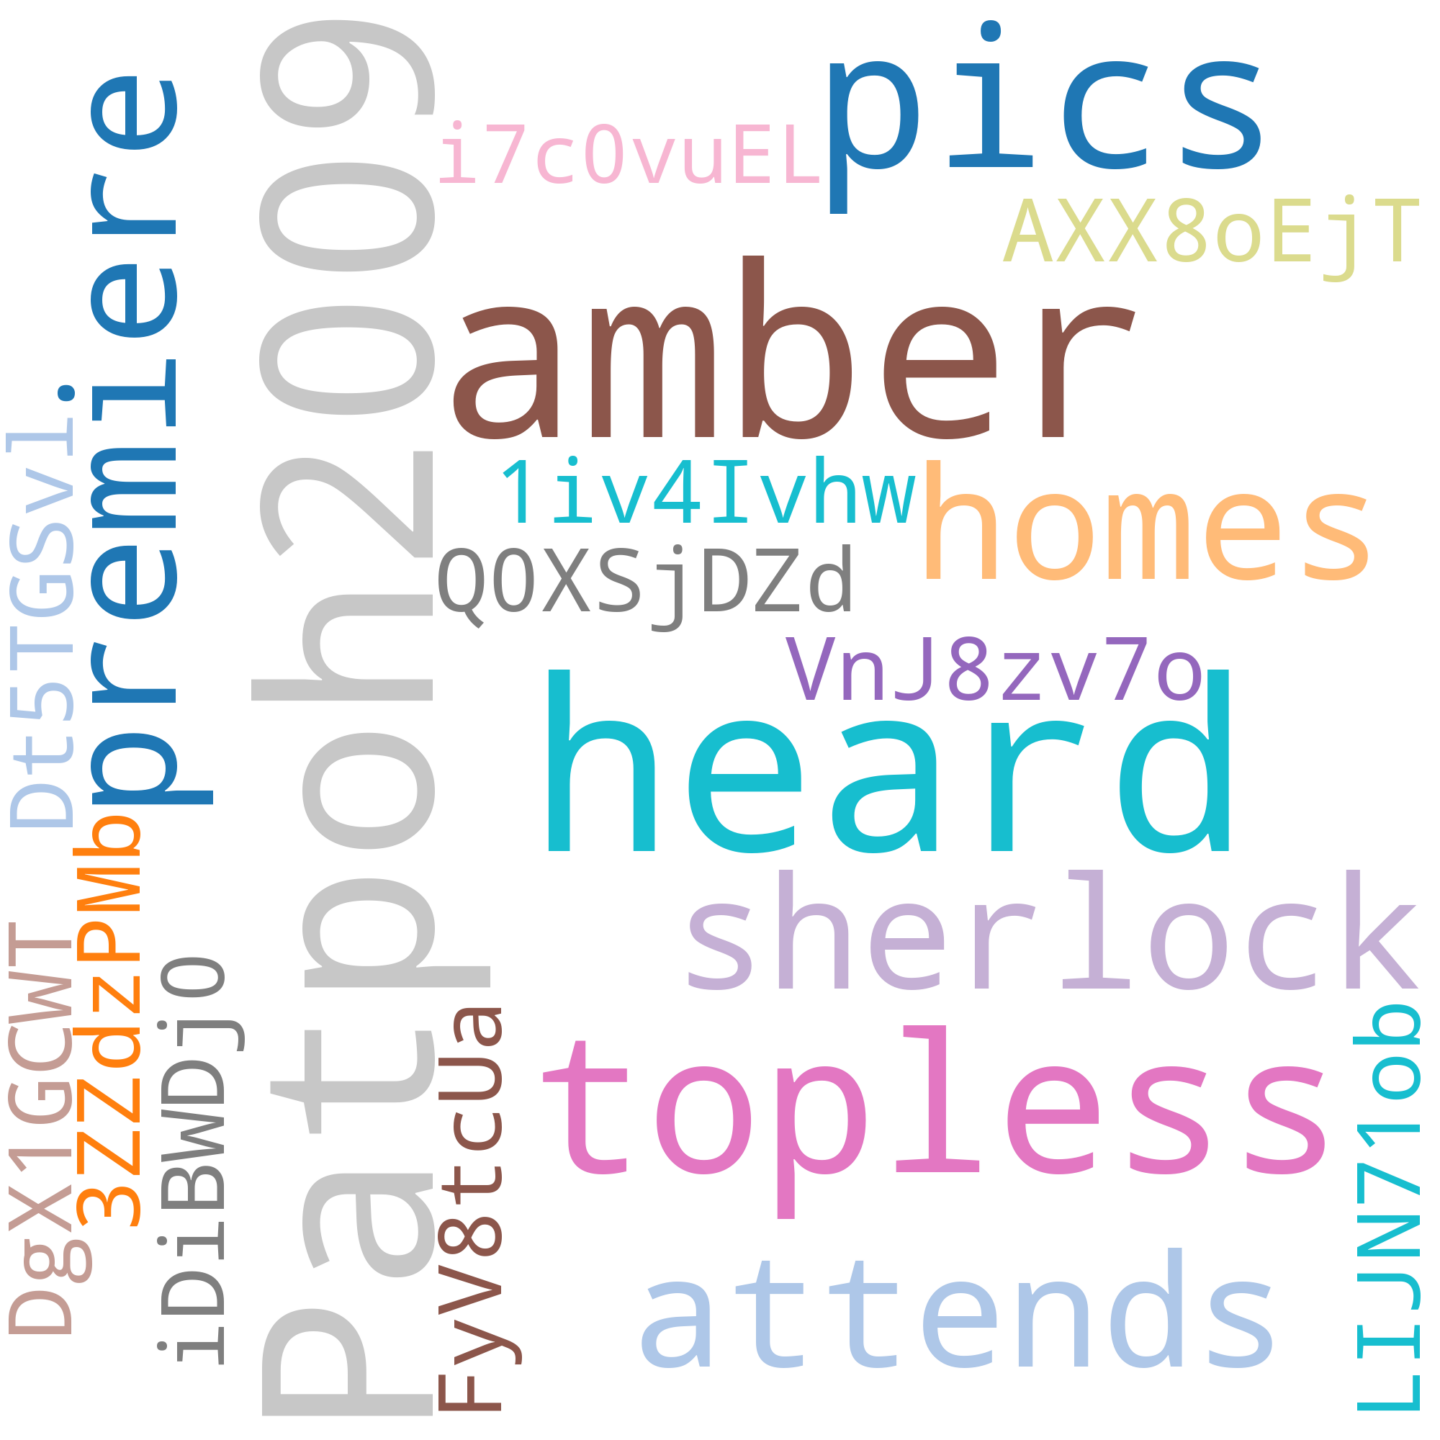 pics
i7c0vuEL
AXX8oEjT
premiere
Patpoh2009
amber
Dt5TGSvl
1iv4Ivhw
homes
Q0XSjDZd
VnJ8zv7o
heard
3ZZdzPMb
sherlock
DgX1GCWT
iDiBWDjO
FyV8tcUa
topless
LIJN71ob
attends